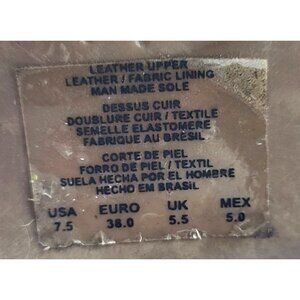 LEATHER UPPER
LEATHER / FABRIC LINING
MAN MADE SOLE
DESSUS CUIR
DOUBLURE CUIR / TEXTILE
SEMELLE ELASTOMERE
FABRIQUE AU BRESIL
CORTE DE PIEL
FORRO DE PIEL / TEXTIL
SUELA HECHA POR EL HOMBRE
HECHO EM BRASIL
USA EURO UK MEX
7.5 38.0 5.5 5.0